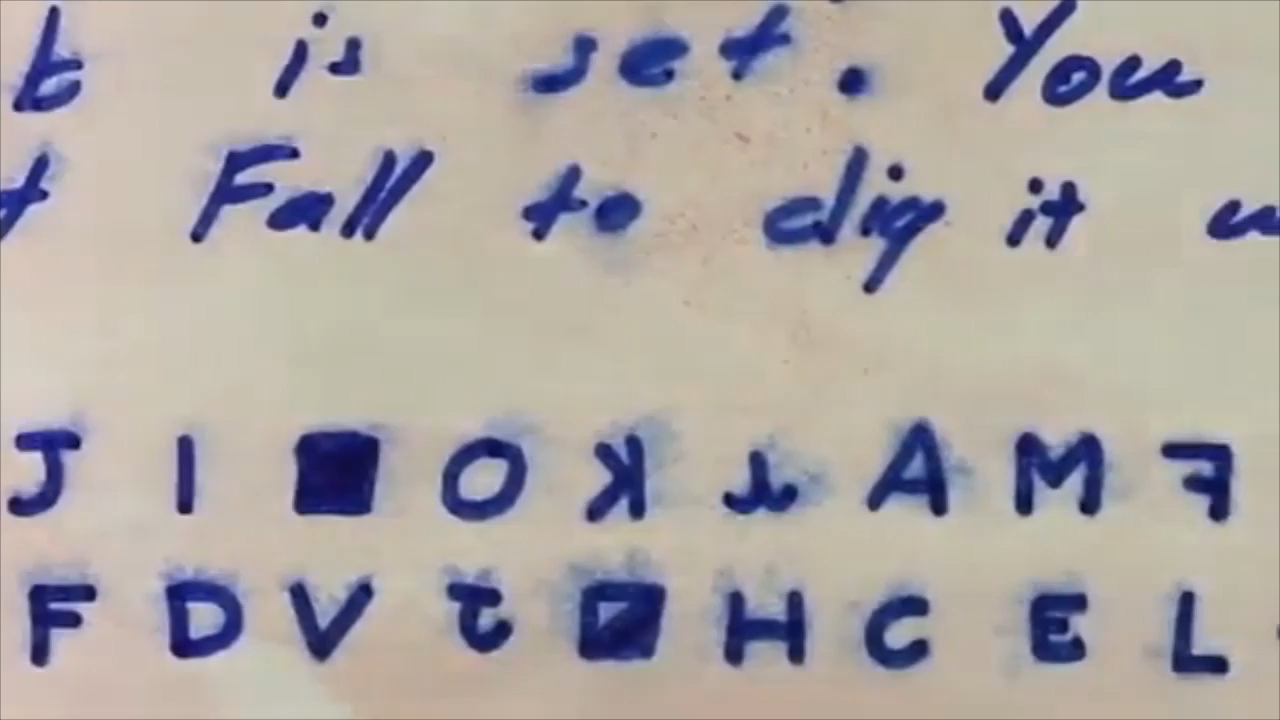 b is set. You
t Fall to dig it u
J I ■ O ꓘ A M ꟻ
F D V ◪ H C E L